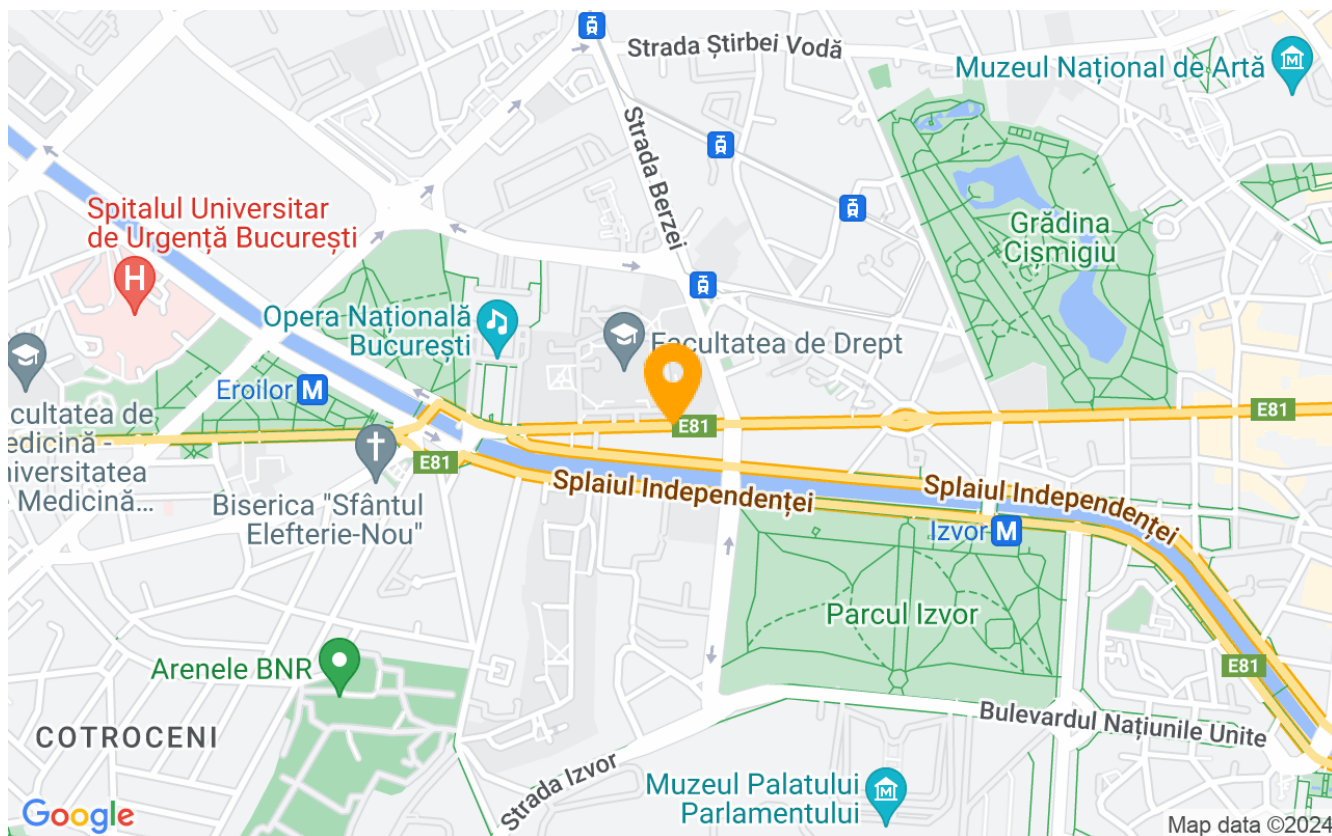 Strada Știrbei Vodă
Muzeul Național de Artă
Strada Berzei
Spitalul Universitar
de Urgență București
H
Grădina
Cișmigiu
Opera Națională
București
Facultatea de Drept
Eroilor M
cultatea de
edicină -
niversitatea
Medicină...
E81
E81
E81
Splaiul Independenței
Splaiul Independenței
Biserica "Sfântul
Elefterie-Nou"
Izvor M
Parcul Izvor
Arenele BNR
E81
COTROCENI
Bulevardul Națiunile Unite
Strada Izvor
Muzeul Palatului
Parlamentului
Google
Map data ©2024